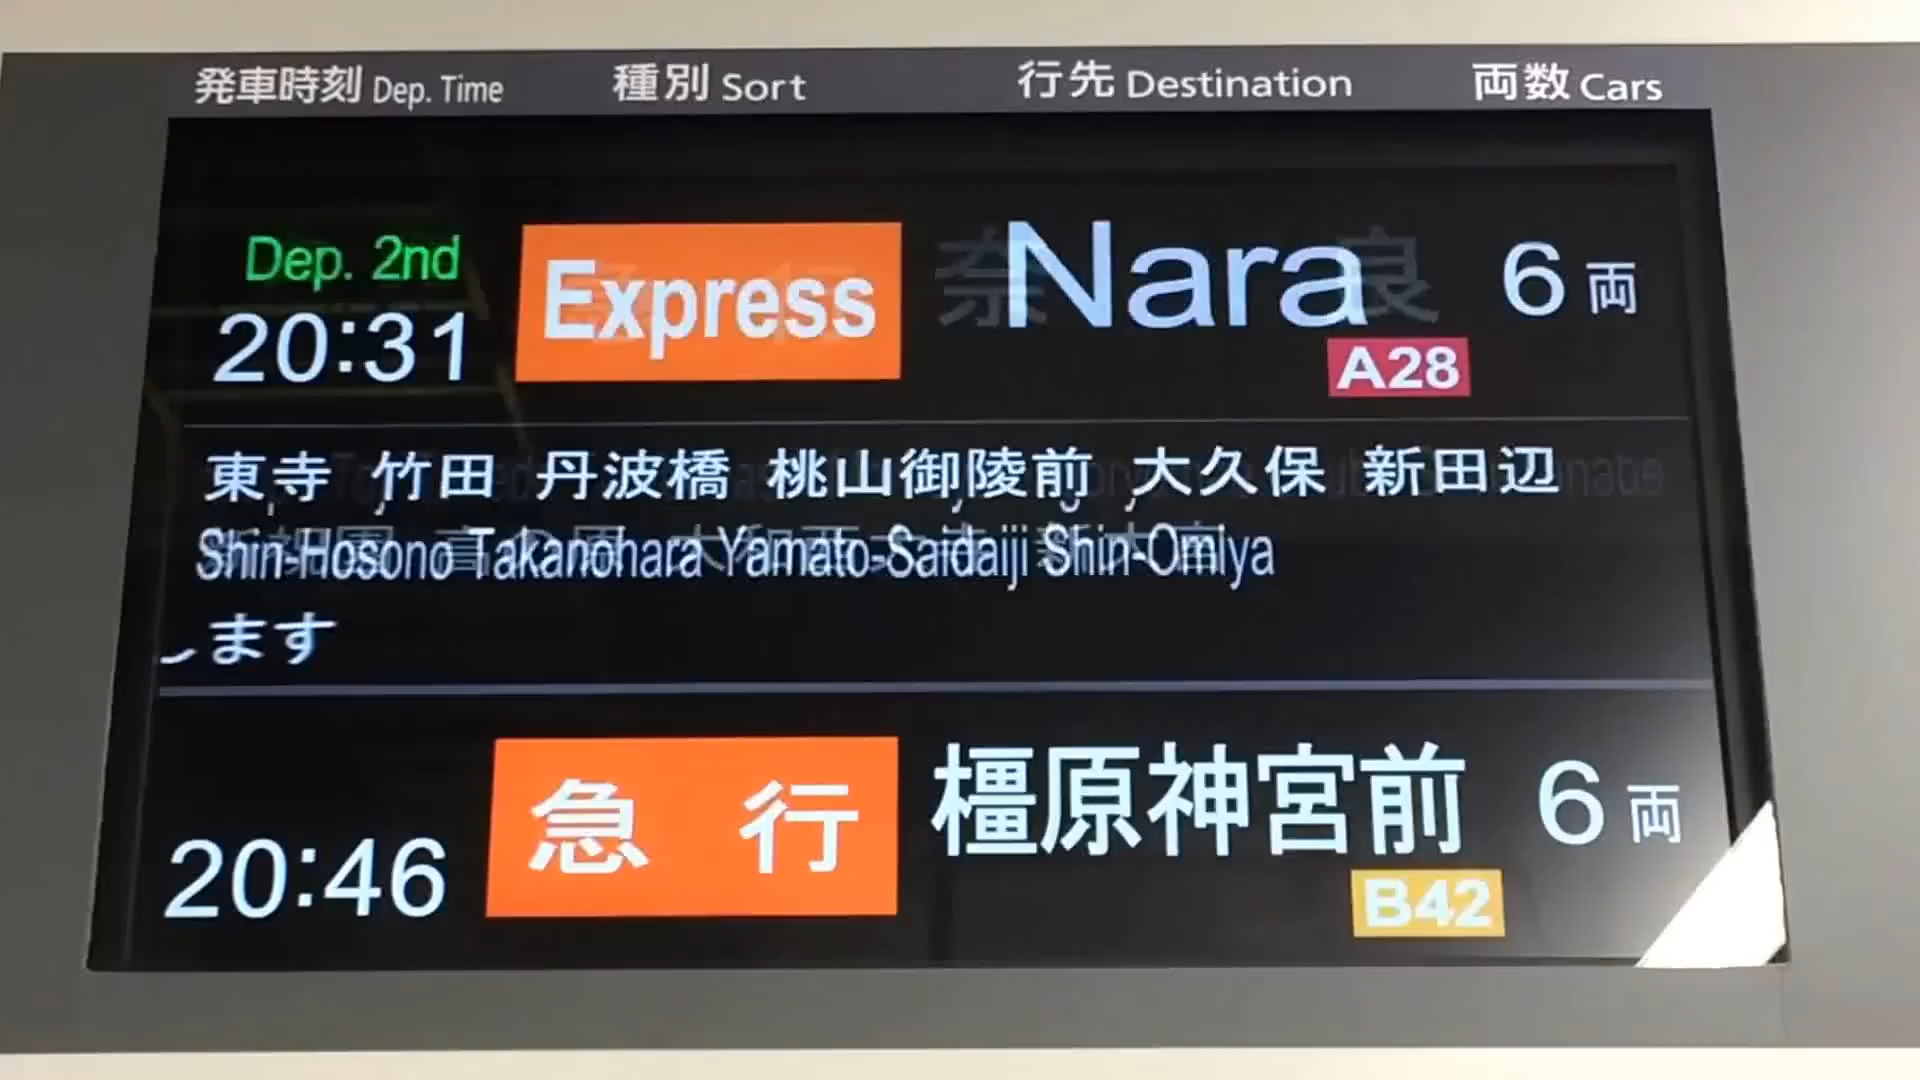 発車時刻 Dep. Time 種別 Sort 行先 Destination 両数 Cars
Dep. 2nd
20:31 Express Nara 6両
奈良
A28
東寺 竹田 丹波橋 桃山御陵前 大久保 新田辺
Shin-Hosono Takanohara Yamato-Saidaiji Shin-Omiya
します
20:46 急行 橿原神宮前 6両
B42